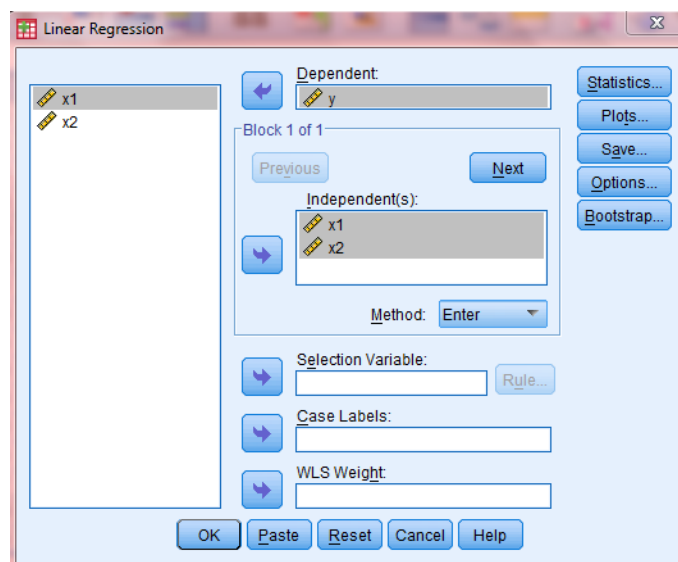 Linear Regression
x1
x2
Dependent:
y
Block 1 of 1
Previous
Next
Independent(s):
x1
x2
Method:
Enter
Selection Variable:
Rule...
Case Labels:
WLS Weight:
Statistics...
Plots...
Save...
Options...
Bootstrap...
OK
Paste
Reset
Cancel
Help